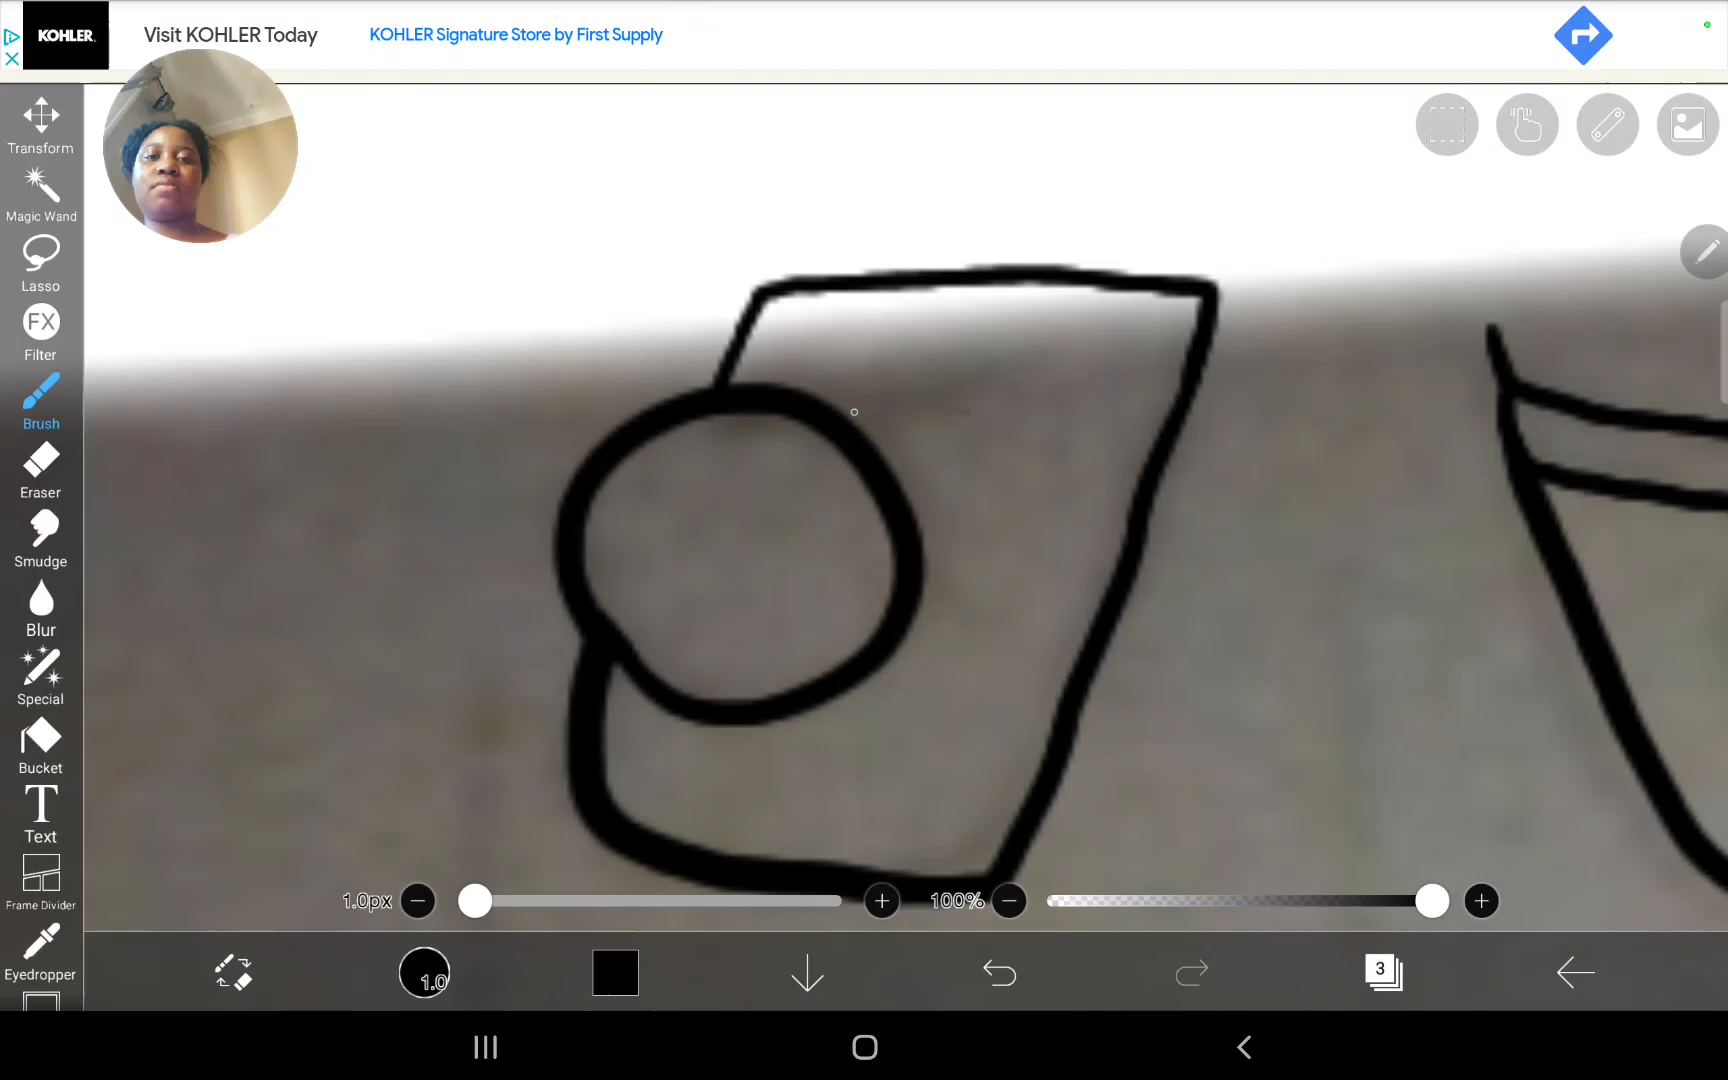 KOHLER.
Visit KOHLER Today
KOHLER Signature Store by First Supply
Transform
Magic Wand
Lasso
FX
Filter
Brush
Eraser
Smudge
Blur
Special
Bucket
T
Text
Frame Divider
Eyedropper
1.0px
100%
1.0
3